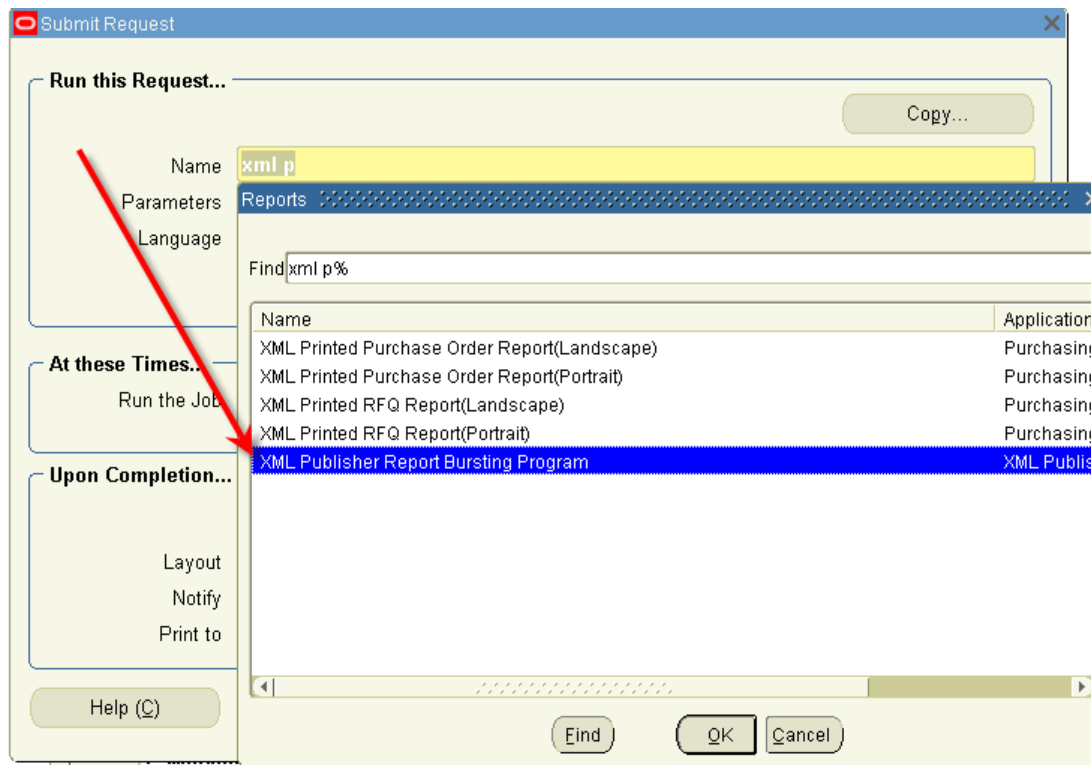 Submit Request
Run this Request...
Copy...
Name xml p
Parameters
Language
Reports
Find xml p%
Name Application
XML Printed Purchase Order Report(Landscape) Purchasing
XML Printed Purchase Order Report(Portrait) Purchasing
XML Printed RFQ Report(Landscape) Purchasing
XML Printed RFQ Report(Portrait) Purchasing
XML Publisher Report Bursting Program XML Publis
At these Times...
Run the Job
Upon Completion...
Layout
Notify
Print to
Help (C)
Find OK Cancel